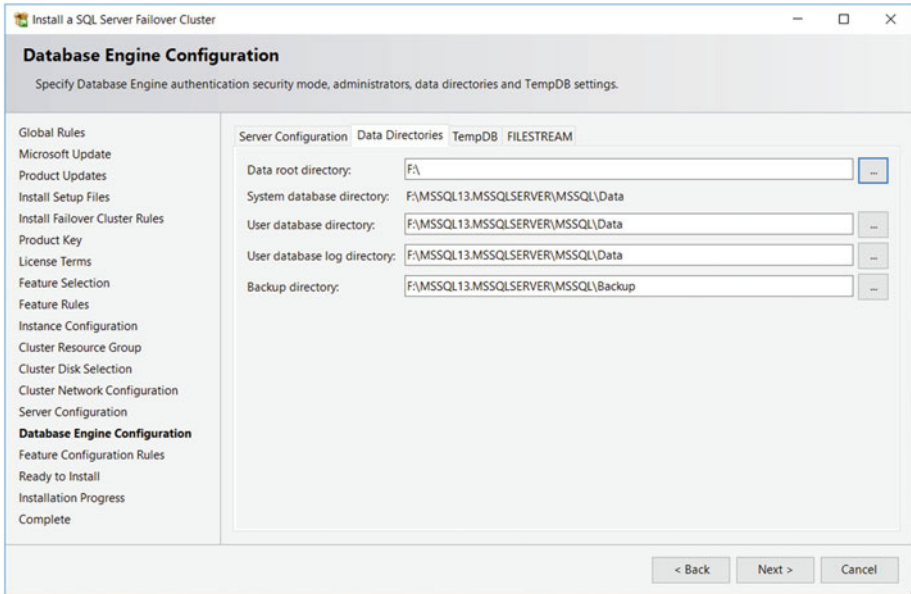 Install a SQL Server Failover Cluster
Database Engine Configuration
Specify Database Engine authentication security mode, administrators, data directories and TempDB settings.
Global Rules
Microsoft Update
Product Updates
Install Setup Files
Install Failover Cluster Rules
Product Key
License Terms
Feature Selection
Feature Rules
Instance Configuration
Cluster Resource Group
Cluster Disk Selection
Cluster Network Configuration
Server Configuration
Database Engine Configuration
Feature Configuration Rules
Ready to Install
Installation Progress
Complete
Server Configuration Data Directories TempDB FILESTREAM
Data root directory: F:\ ...
System database directory: F:\MSSQL13.MSSQLSERVER\MSSQL\Data
User database directory: F:\MSSQL13.MSSQLSERVER\MSSQL\Data ...
User database log directory: F:\MSSQL13.MSSQLSERVER\MSSQL\Data ...
Backup directory: F:\MSSQL13.MSSQLSERVER\MSSQL\Backup ...
< Back Next > Cancel